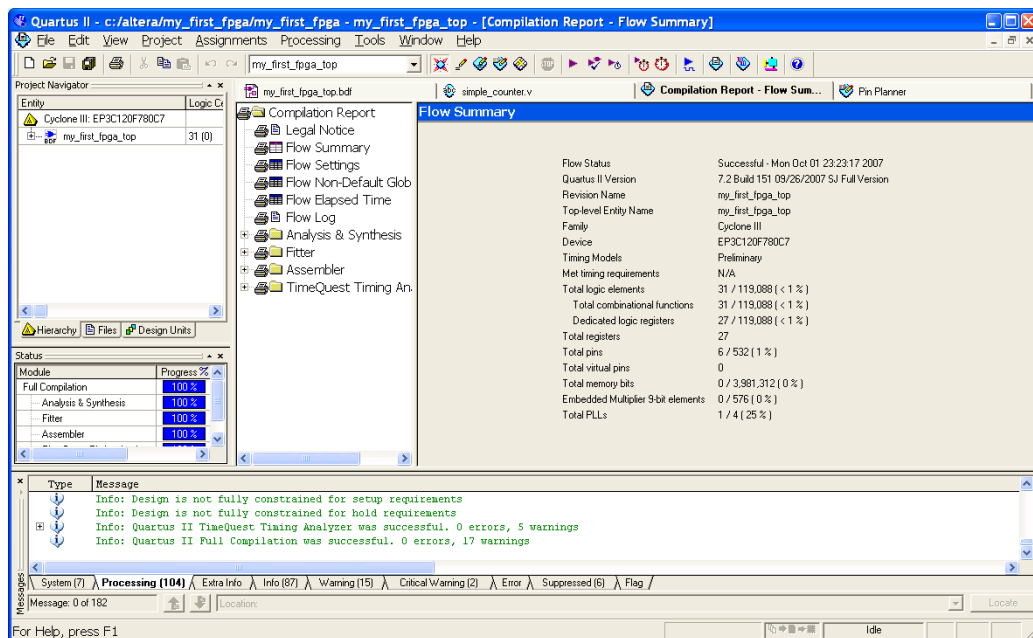 Quartus II - c:/altera/my_first_fpga/my_first_fpga - my_first_fpga_top - [Compilation Report - Flow Summary]
File Edit View Project Assignments Processing Tools Window Help
my_first_fpga_top
Project Navigator
Entity Logic Ce
Cyclone III: EP3C120F780C7
my_first_fpga_top 31 (0)
Hierarchy Files Design Units
Status
Module Progress %
Full Compilation 100 %
Analysis & Synthesis 100 %
Fitter 100 %
Assembler 100 %
my_first_fpga_top.bdf simple_counter.v Compilation Report - Flow Sum... Pin Planner
Compilation Report
Legal Notice
Flow Summary
Flow Settings
Flow Non-Default Glob
Flow Elapsed Time
Flow Log
Analysis & Synthesis
Fitter
Assembler
TimeQuest Timing An
Flow Summary
Flow Status Successful - Mon Oct 01 23:23:17 2007
Quartus II Version 7.2 Build 151 09/26/2007 SJ Full Version
Revision Name my_first_fpga_top
Top-level Entity Name my_first_fpga_top
Family Cyclone III
Device EP3C120F780C7
Timing Models Preliminary
Met timing requirements N/A
Total logic elements 31 / 119,088 ( < 1 % )
Total combinational functions 31 / 119,088 ( < 1 % )
Dedicated logic registers 27 / 119,088 ( < 1 % )
Total registers 27
Total pins 6 / 532 ( 1 % )
Total virtual pins 0
Total memory bits 0 / 3,981,312 ( 0 % )
Embedded Multiplier 9-bit elements 0 / 576 ( 0 % )
Total PLLs 1 / 4 ( 25 % )
Type Message
Info: Design is not fully constrained for setup requirements
Info: Design is not fully constrained for hold requirements
Info: Quartus II TimeQuest Timing Analyzer was successful. 0 errors, 5 warnings
Info: Quartus II Full Compilation was successful. 0 errors, 17 warnings
System (7) Processing (104) Extra Info Info (87) Warning (15) Critical Warning (2) Error Suppressed (6) Flag
Messages
Message: 0 of 182 Location: Locate
For Help, press F1 Idle